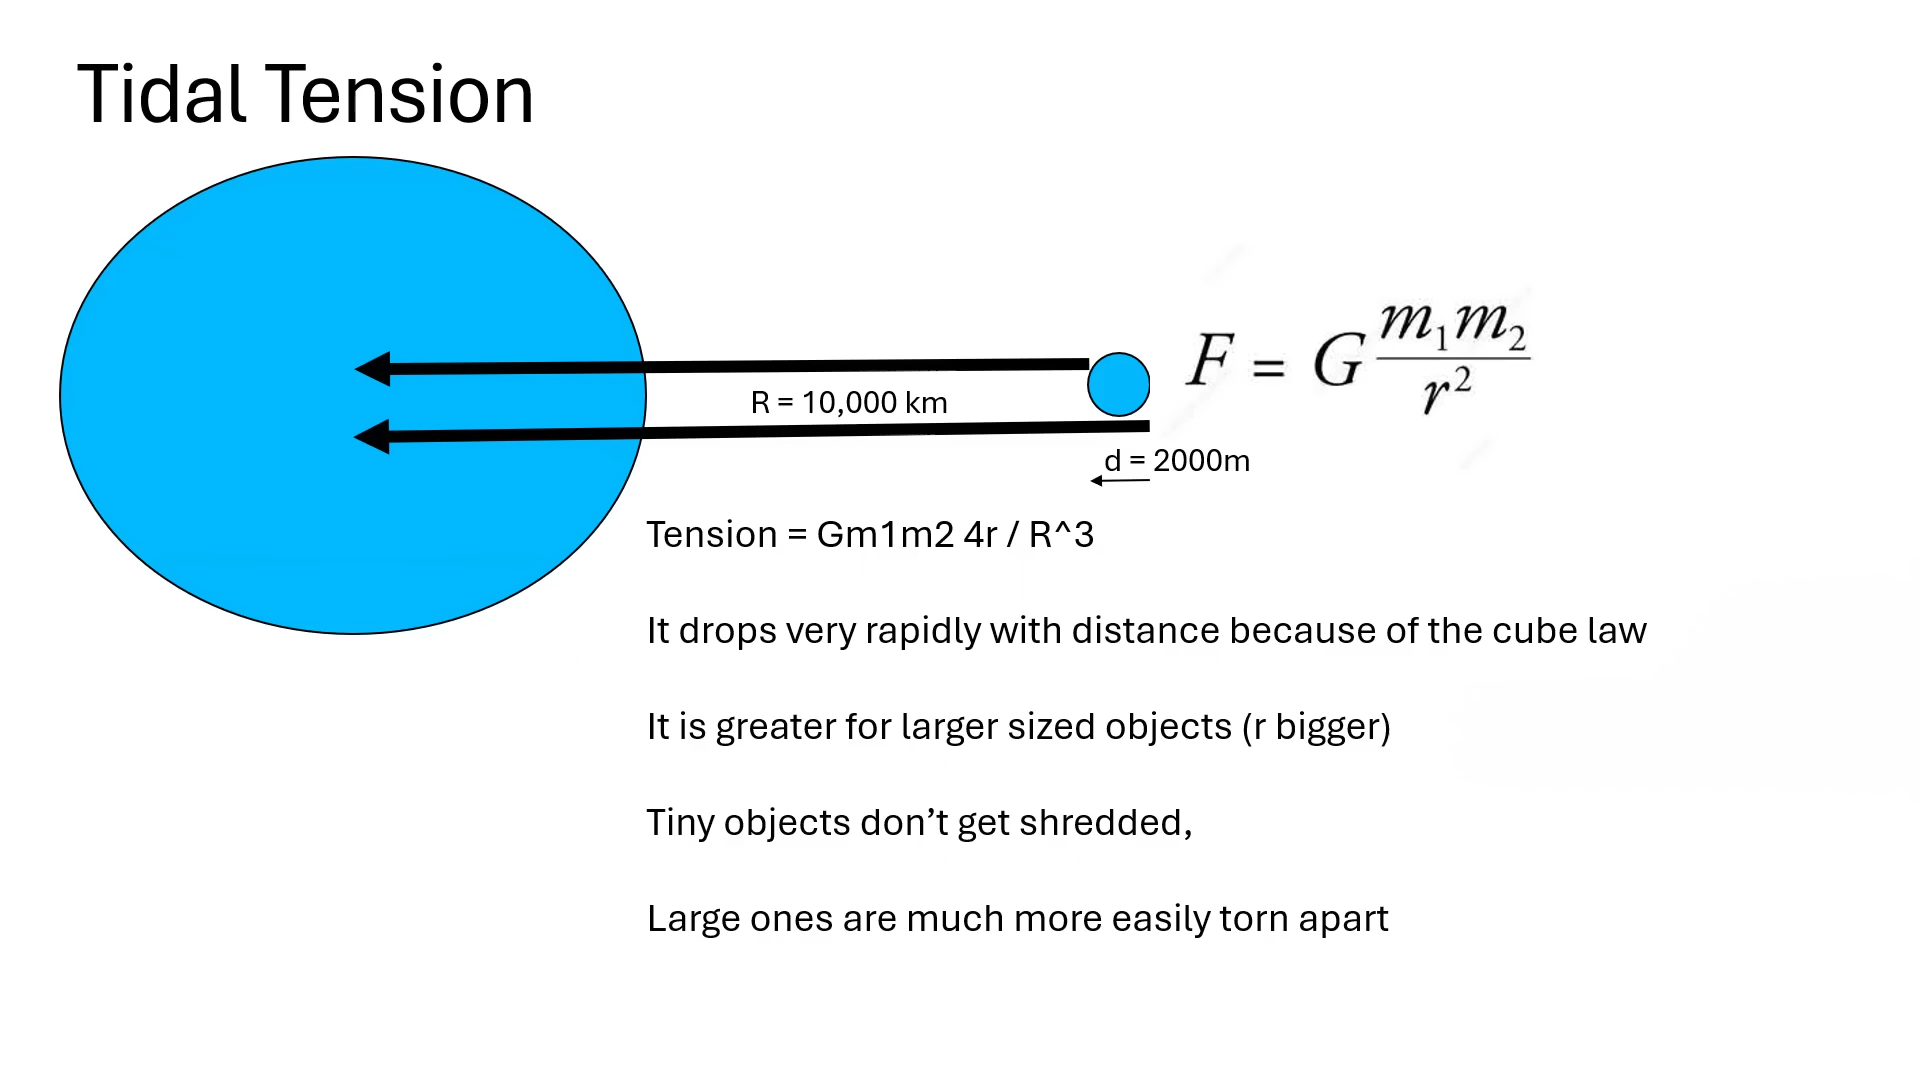 Tidal Tension
F = G m₁m₂ / r²
R = 10,000 km
d = 2000m
Tension = Gm1m2 4r / R^3
It drops very rapidly with distance because of the cube law
It is greater for larger sized objects (r bigger)
Tiny objects don’t get shredded,
Large ones are much more easily torn apart